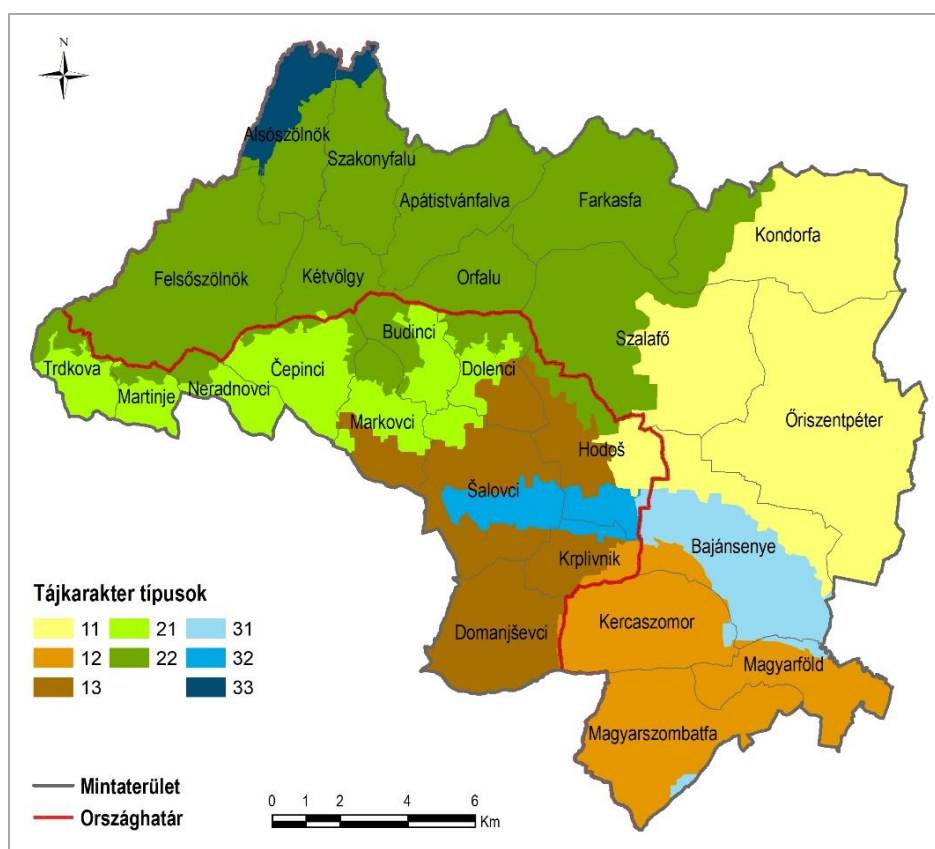 N
Alsószölnök
Szakonyfalu
Apátistvánfalva
Farkasfa
Kondorfa
Felsőszölnök
Kétvölgy
Orfalu
Szalafő
Budinci
Trdkova
Čepinci
Dolenci
Martinje
Neradnovci
Markovci
Őriszentpéter
Hodoš
Šalovci
Bajánsenye
Krplivnik
Kercaszomor
Domanjševci
Magyarföld
Magyarszombatfa
Tájkarakter típusok
11 21 31
12 22 32
13 33
Mintaterület
Országhatár
0 1 2 4 6
Km